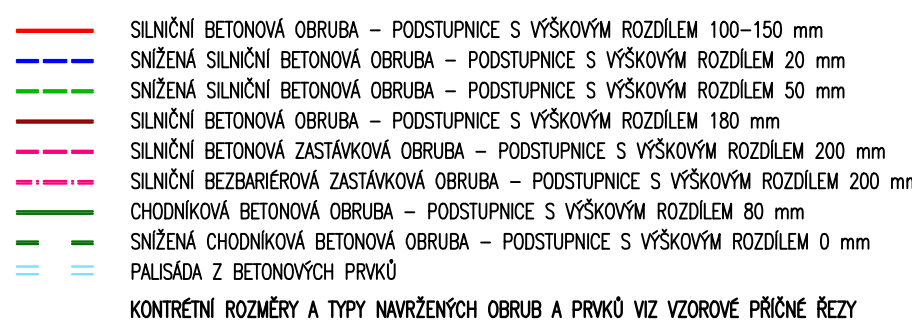 SILNIČNÍ BETONOVÁ OBRUBA – PODSTUPNICE S VÝŠKOVÝM ROZDÍLEM 100–150 mm
SNÍŽENÁ SILNIČNÍ BETONOVÁ OBRUBA – PODSTUPNICE S VÝŠKOVÝM ROZDÍLEM 20 mm
SNÍŽENÁ SILNIČNÍ BETONOVÁ OBRUBA – PODSTUPNICE S VÝŠKOVÝM ROZDÍLEM 50 mm
SILNIČNÍ BETONOVÁ OBRUBA – PODSTUPNICE S VÝŠKOVÝM ROZDÍLEM 180 mm
SILNIČNÍ BETONOVÁ ZASTÁVKOVÁ OBRUBA – PODSTUPNICE S VÝŠKOVÝM ROZDÍLEM 200 mm
SILNIČNÍ BEZBARIÉROVÁ ZASTÁVKOVÁ OBRUBA – PODSTUPNICE S VÝŠKOVÝM ROZDÍLEM 200 mm
CHODNÍKOVÁ BETONOVÁ OBRUBA – PODSTUPNICE S VÝŠKOVÝM ROZDÍLEM 80 mm
SNÍŽENÁ CHODNÍKOVÁ BETONOVÁ OBRUBA – PODSTUPNICE S VÝŠKOVÝM ROZDÍLEM 0 mm
PALISÁDA Z BETONOVÝCH PRVKŮ
KONTRÉTNÍ ROZMĚRY A TYPY NAVRŽENÝCH OBRUB A PRVKŮ VIZ VZOROVÉ PŘÍČNÉ ŘEZY